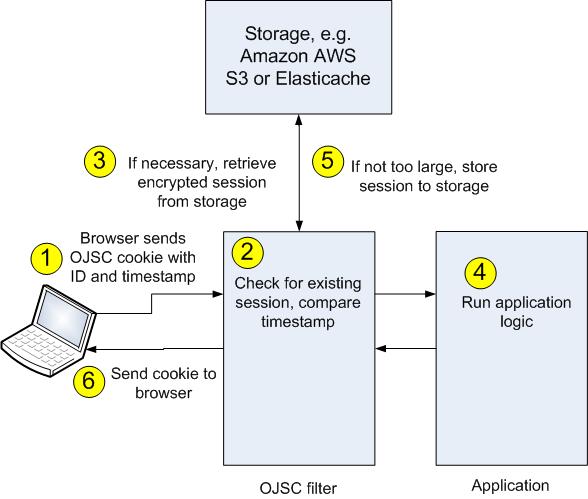 Storage, e.g.
Amazon AWS
S3 or Elasticache
3
If necessary, retrieve
encrypted session
from storage
5
If not too large, store
session to storage
1
Browser sends
OJSC cookie with
ID and timestamp
2
Check for existing
session, compare
timestamp
4
Run application
logic
6
Send cookie to
browser
OJSC filter
Application